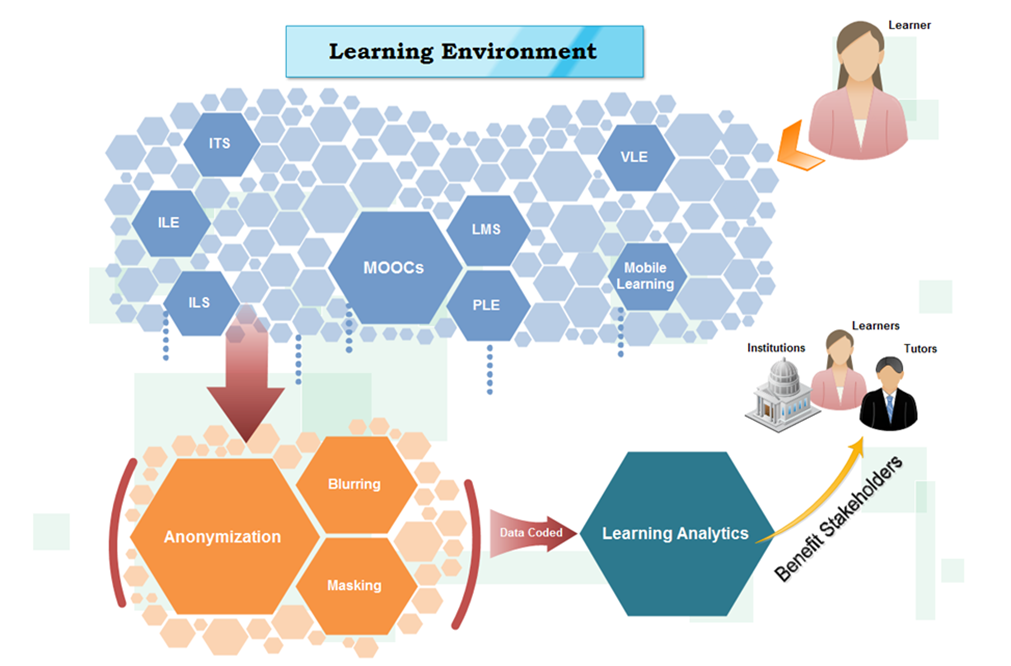 Learner
Learning Environment
ITS
VLE
ILE
LMS
MOOCs
Mobile
Learning
ILS
PLE
Learners
Institutions
Tutors
Blurring
Anonymization
Data Coded
Learning Analytics
Benefit Stakeholders
Masking